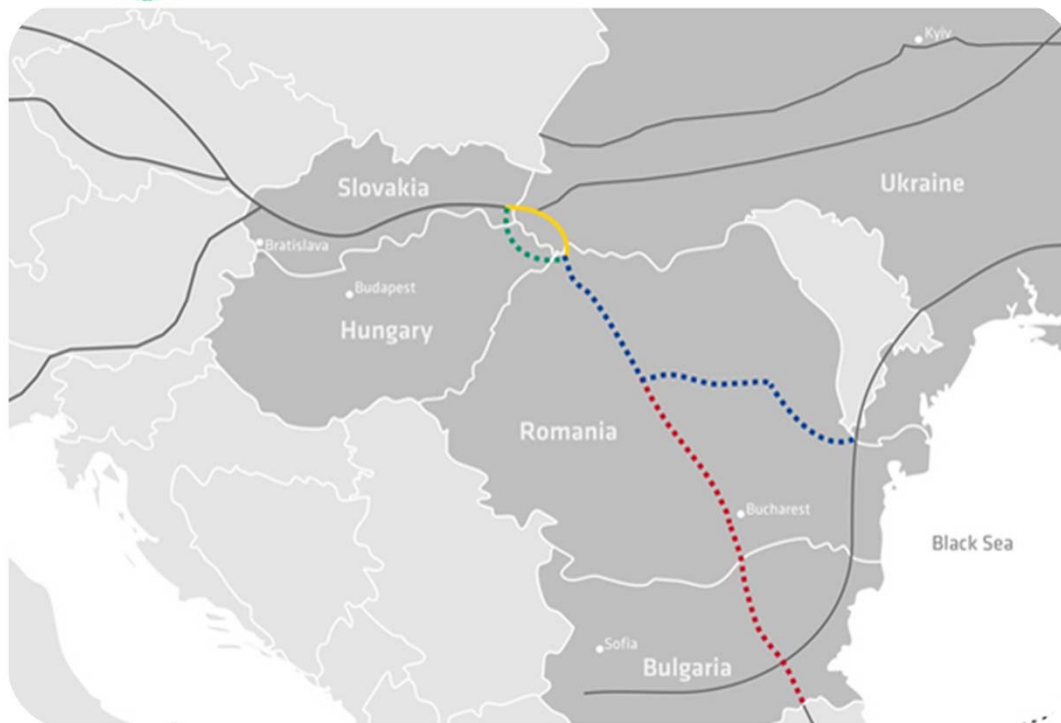 Kyiv
Slovakia
Ukraine
Bratislava
Budapest
Hungary
Romania
Bucharest
Black Sea
Sofia
Bulgaria